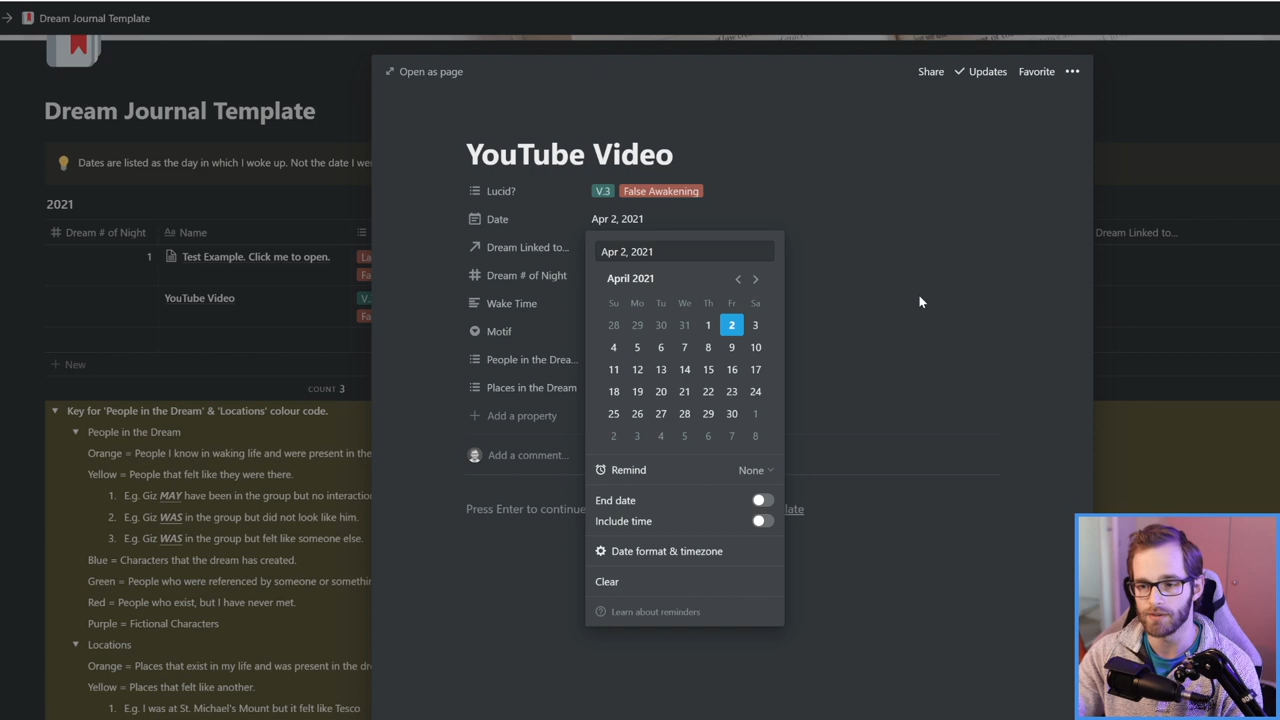 Dream Journal Template
Open as page
Share
Updates
Favorite
Dream Journal Template
Dates are listed as the day in which I woke up. Not the date I we
2021
Dream # of Night
Name
Dream Linked to...
1
Test Example. Click me to open.
YouTube Video
V.
+ New
COUNT 3
Key for 'People in the Dream' & 'Locations' colour code.
People in the Dream
Orange = People I know in waking life and were present in the
Yellow = People that felt like they were there.
1. E.g. Giz MAY have been in the group but no interactio
2. E.g. Giz WAS in the group but did not look like him.
3. E.g. Giz WAS in the group but felt like someone else.
Blue = Characters that the dream has created.
Green = People who were referenced by someone or somethin
Red = People who exist, but I have never met.
Purple = Fictional Characters
Locations
Orange = Places that exist in my life and was present in the dr
Yellow = Places that felt like another.
1. E.g. I was at St. Michael's Mount but it felt like Tesco
YouTube Video
Lucid?
V.3
False Awakening
Date
Apr 2, 2021
Dream Linked to...
Dream # of Night
Wake Time
Motif
People in the Drea...
Places in the Dream
+ Add a property
Add a comment...
Press Enter to continue
late
Apr 2, 2021
April 2021
Su Mo Tu We Th Fr Sa
28 29 30 31 1 2 3
4 5 6 7 8 9 10
11 12 13 14 15 16 17
18 19 20 21 22 23 24
25 26 27 28 29 30 1
2 3 4 5 6 7 8
Remind
None
End date
Include time
Date format & timezone
Clear
Learn about reminders